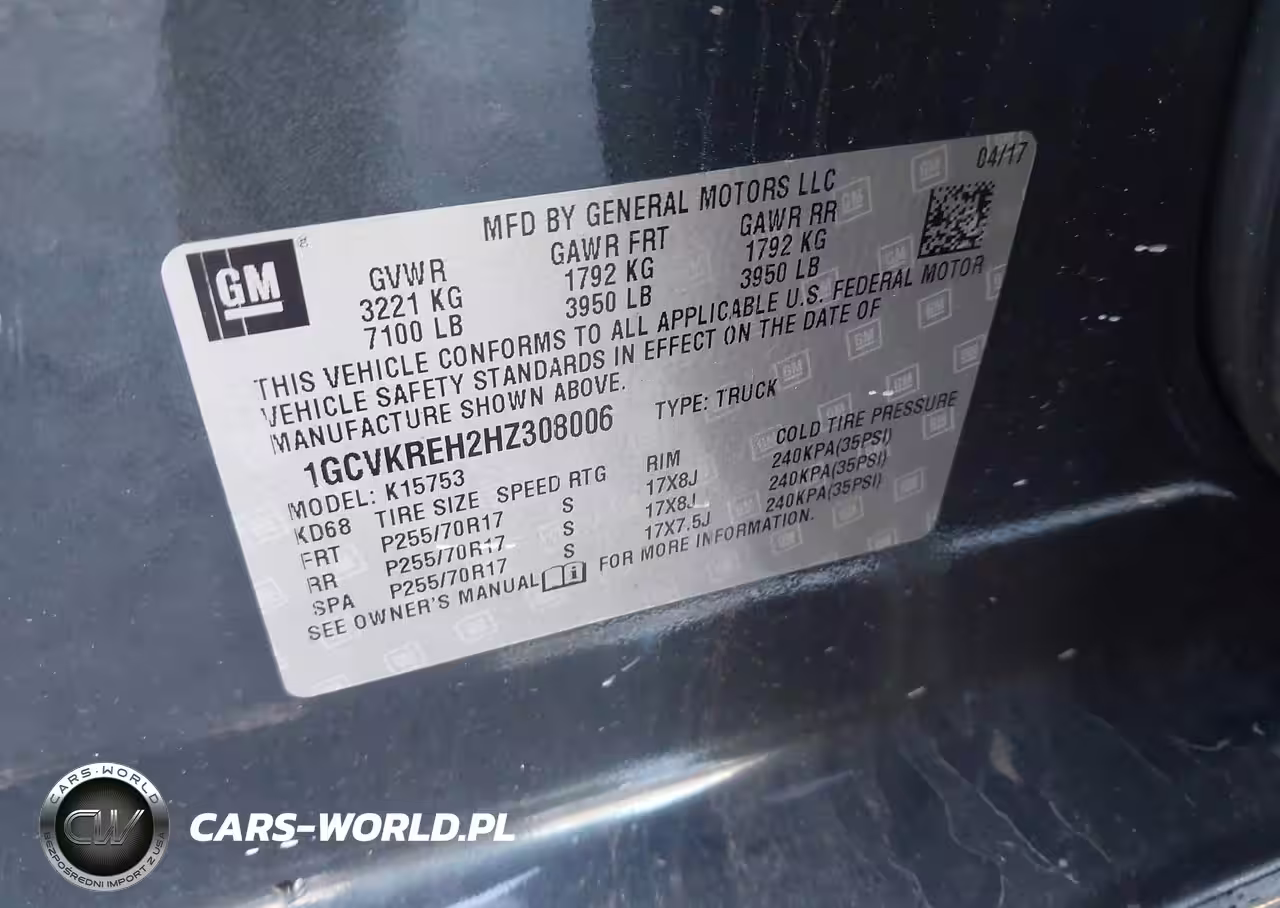 04/17
MFD BY GENERAL MOTORS LLC
GM ®
GVWR GAWR FRT GAWR RR
3221 KG 1792 KG 1792 KG
7100 LB 3950 LB 3950 LB
THIS VEHICLE CONFORMS TO ALL APPLICABLE U.S. FEDERAL MOTOR
VEHICLE SAFETY STANDARDS IN EFFECT ON THE DATE OF
MANUFACTURE SHOWN ABOVE.
1GCVKREH2HZ308006 TYPE: TRUCK
MODEL: K15753
KD68 TIRE SIZE SPEED RTG RIM COLD TIRE PRESSURE
FRT P255/70R17 S 17X8J 240KPA(35PSI)
RR P255/70R17 S 17X8J 240KPA(35PSI)
SPA P255/70R17 S 17X7.5J 240KPA(35PSI)
SEE OWNER'S MANUAL FOR MORE INFORMATION.
CARS-WORLD
CW
BEZPOŚREDNI IMPORT Z USA
CARS-WORLD.PL